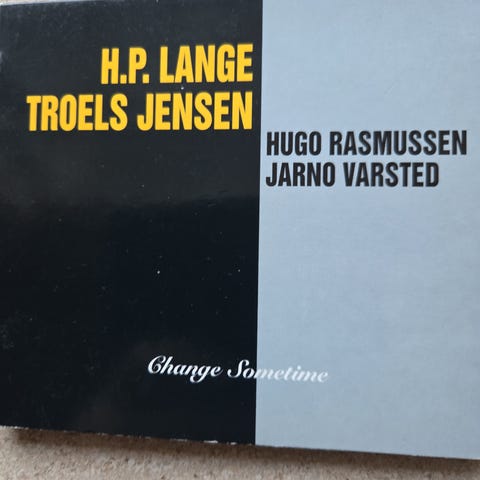 H.P. LANGE
TROELS JENSEN
HUGO RASMUSSEN
JARNO VARSTED
Change Sometime